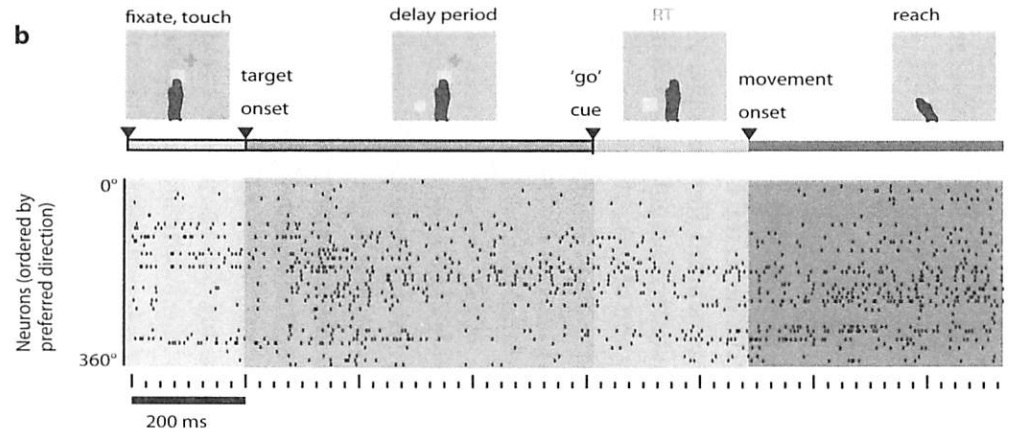 b
fixate, touch
delay period
RT
reach
target
onset
'go'
cue
movement
onset
Neurons (ordered by
preferred direction)
0°
360°
200 ms